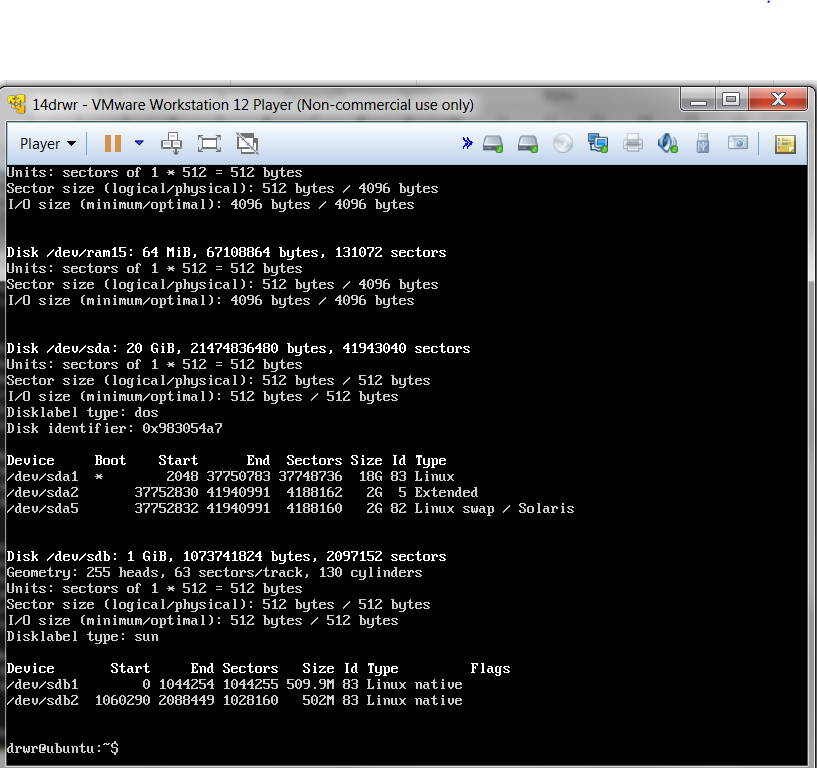 14drwr - VMware Workstation 12 Player (Non-commercial use only)
Player
Units: sectors of 1 * 512 = 512 bytes
Sector size (logical/physical): 512 bytes / 4096 bytes
I/O size (minimum/optimal): 4096 bytes / 4096 bytes
Disk /dev/ram15: 64 MiB, 67108864 bytes, 131072 sectors
Units: sectors of 1 * 512 = 512 bytes
Sector size (logical/physical): 512 bytes / 4096 bytes
I/O size (minimum/optimal): 4096 bytes / 4096 bytes
Disk /dev/sda: 20 GiB, 21474836480 bytes, 41943040 sectors
Units: sectors of 1 * 512 = 512 bytes
Sector size (logical/physical): 512 bytes / 512 bytes
I/O size (minimum/optimal): 512 bytes / 512 bytes
Disklabel type: dos
Disk identifier: 0x983054a7
Device     Boot    Start      End  Sectors Size Id Type
/dev/sda1  *        2048 37750783 37748736  18G 83 Linux
/dev/sda2       37752830 41940991  4188162   2G  5 Extended
/dev/sda5       37752832 41940991  4188160   2G 82 Linux swap / Solaris
Disk /dev/sdb: 1 GiB, 1073741824 bytes, 2097152 sectors
Geometry: 255 heads, 63 sectors/track, 130 cylinders
Units: sectors of 1 * 512 = 512 bytes
Sector size (logical/physical): 512 bytes / 512 bytes
I/O size (minimum/optimal): 512 bytes / 512 bytes
Disklabel type: sun
Device       Start     End Sectors   Size Id Type         Flags
/dev/sdb1        0 1044254 1044255 509.9M 83 Linux native
/dev/sdb2  1060290 2088449 1028160   502M 83 Linux native
drwr@ubuntu:~$